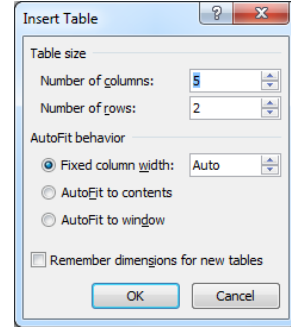 Insert Table
Table size
Number of columns: 5
Number of rows: 2
AutoFit behavior
Fixed column width: Auto
AutoFit to contents
AutoFit to window
Remember dimensions for new tables
OK Cancel